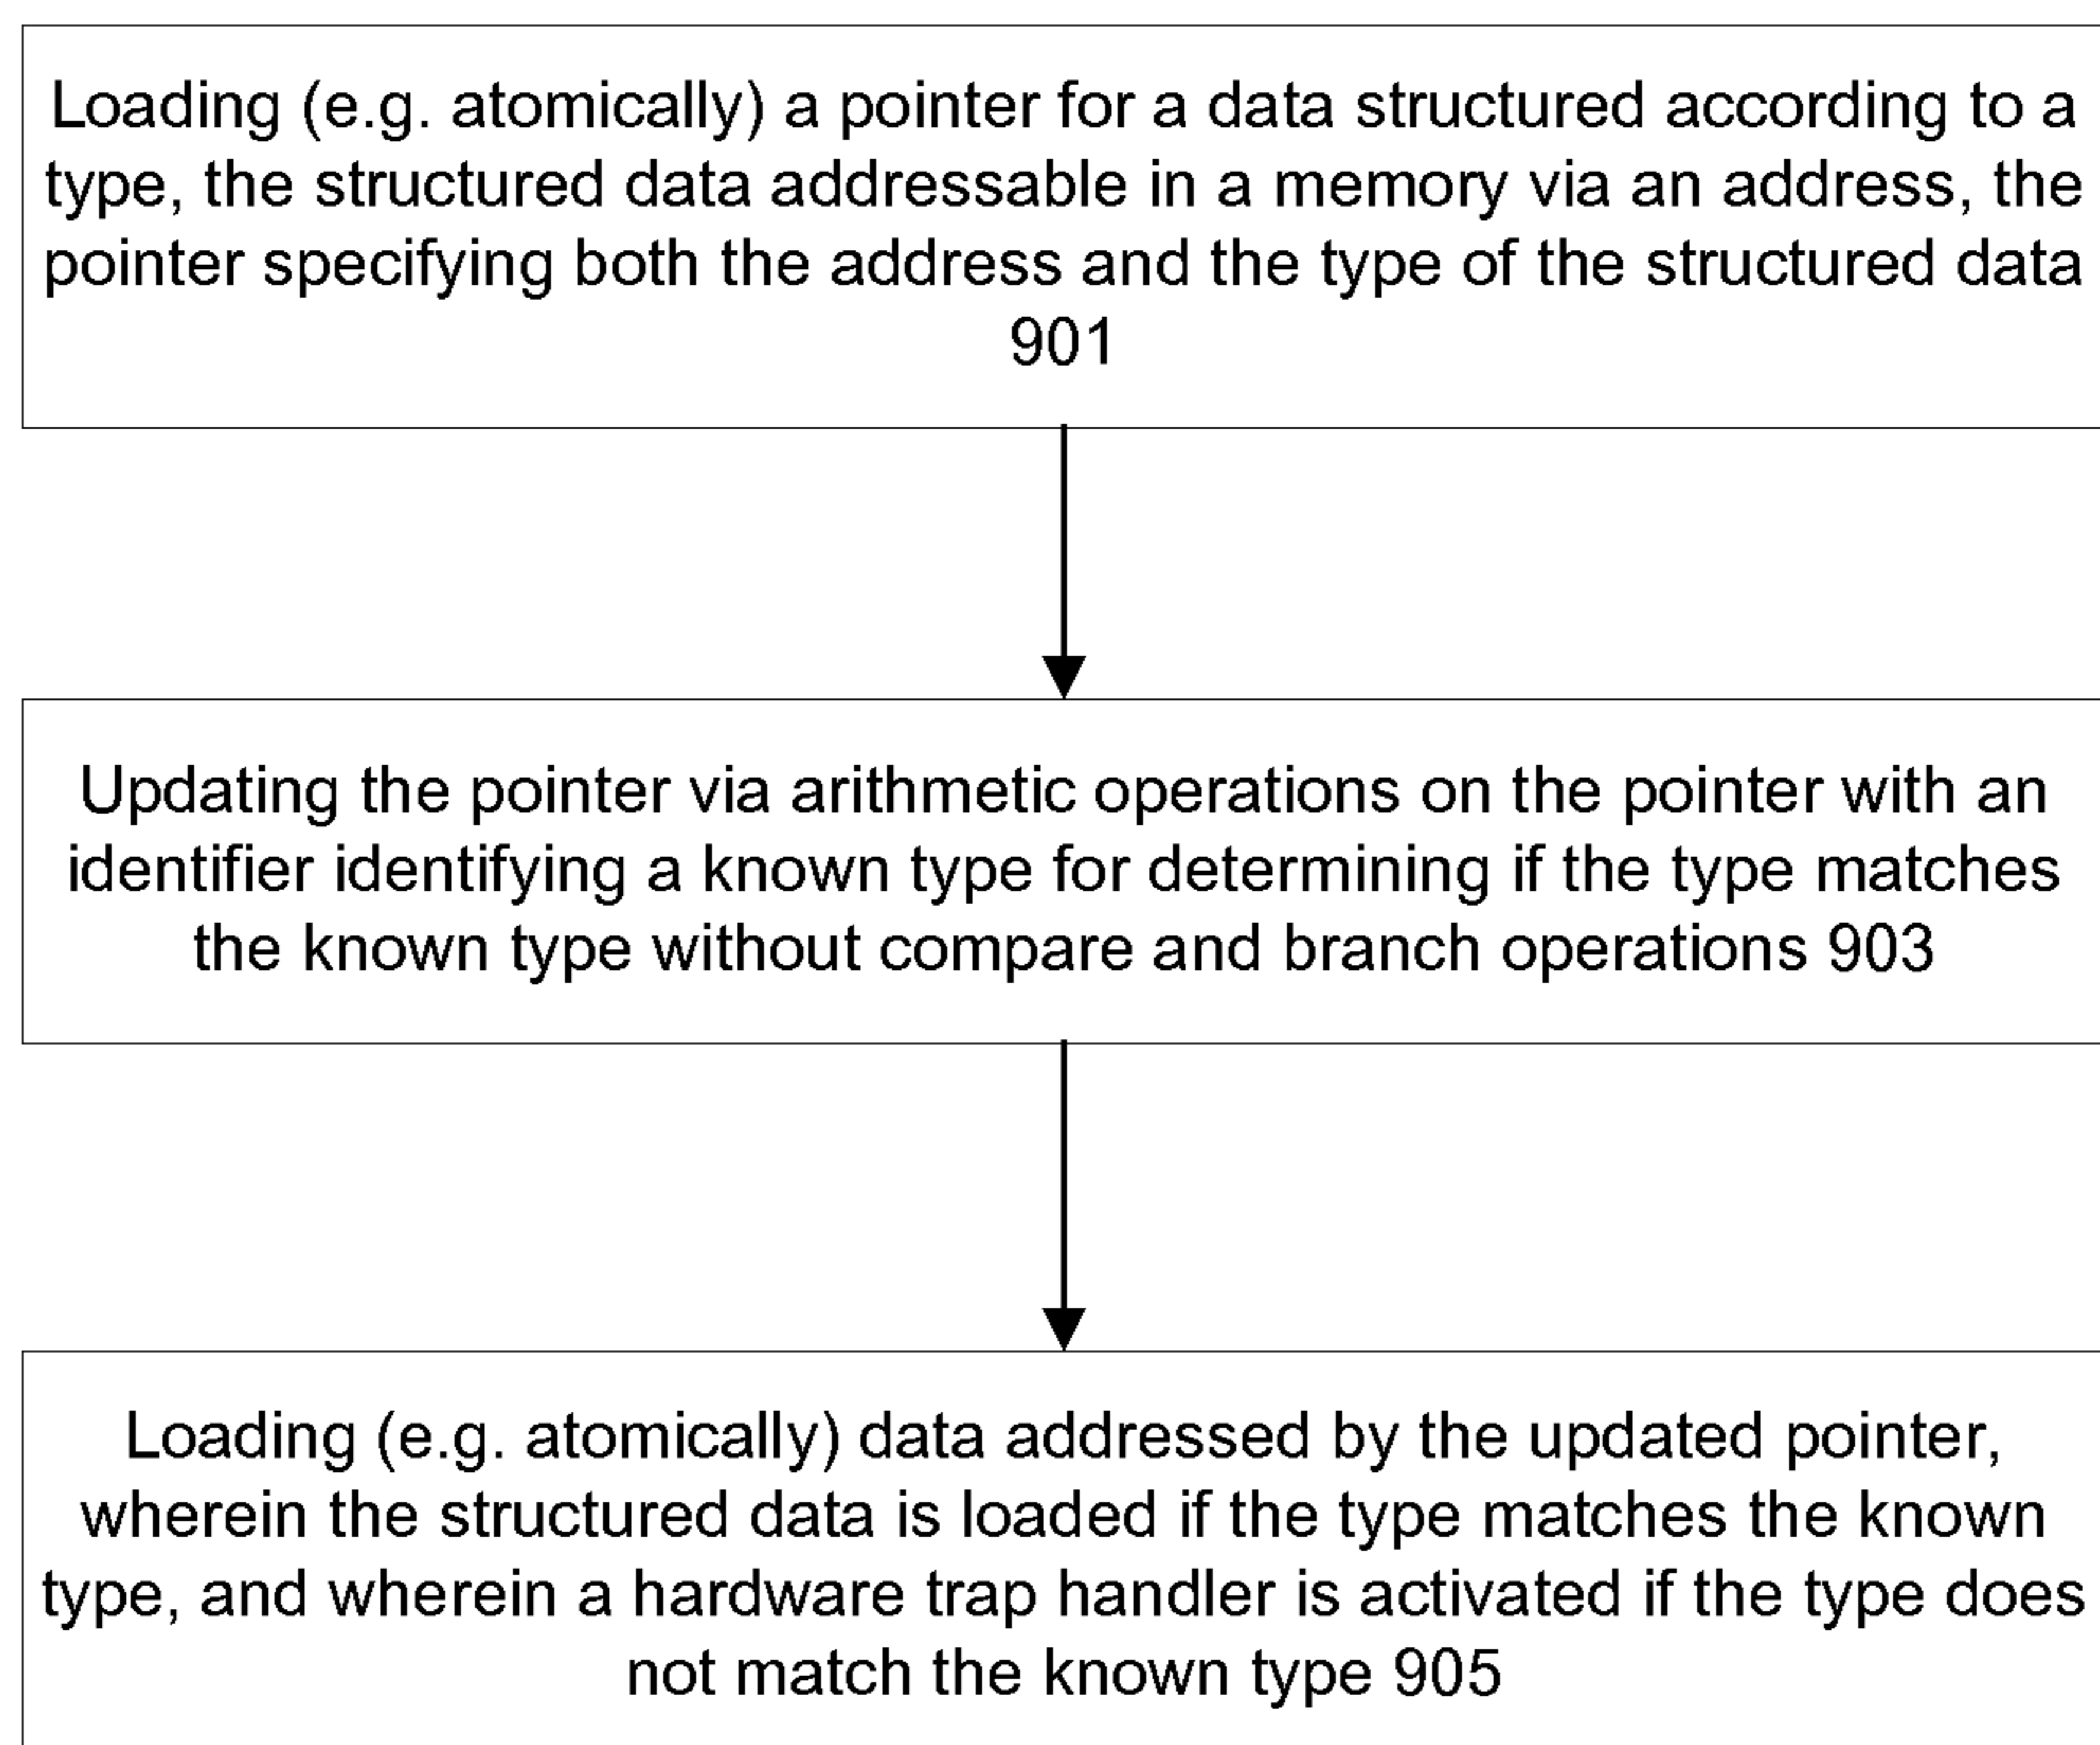 Loading (e.g. atomically) a pointer for a data structured according to a
type, the structured data addressable in a memory via an address, the
pointer specifying both the address and the type of the structured data
901
Updating the pointer via arithmetic operations on the pointer with an
identifier identifying a known type for determining if the type matches
the known type without compare and branch operations 903
Loading (e.g. atomically) data addressed by the updated pointer,
wherein the structured data is loaded if the type matches the known
type, and wherein a hardware trap handler is activated if the type does
not match the known type 905